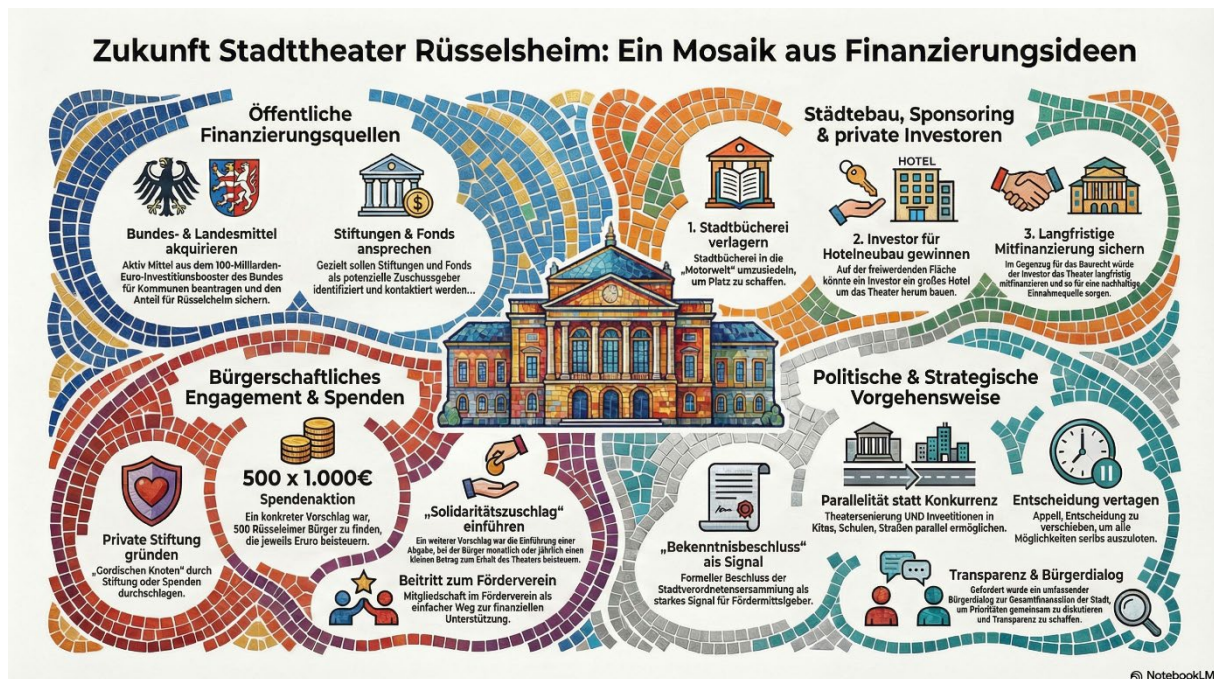 Zukunft Stadttheater Rüsselsheim: Ein Mosaik aus Finanzierungsideen
Öffentliche
Finanzierungsquellen
Bundes- & Landesmittel
akquirieren
Aktiv Mittel aus dem 100-Milliarden-
Euro-Investitionsbooster des Bundes
für Kommunen beantragen und den
Anteil für Rüsselchelm sichern.
$
Stiftungen & Fonds
ansprechen
Gezielt sollen Stiftungen und Fonds
als potenzielle Zuschussgeber
identifiziert und kontaktiert werden...
Städtebau, Sponsoring
& private Investoren
1. Stadtbücherei
verlagern
Stadtbücherei in die
„Motorwelt“ umzusiedeln,
um Platz zu schaffen.
HOTEL
2. Investor für
Hotelneubau gewinnen
Auf der freiwerdenden Fläche
könnte ein Investor ein großes Hotel
um das Theater herum bauen.
3. Langfristige
Mitfinanzierung sichern
Im Gegenzug für das Baurecht würde
der Investor das Theater langfristig
mitfinanzieren und so für eine nachhaltige
Einnahmequelle sorgen.
Bürgerschaftliches
Engagement & Spenden
Private Stiftung
gründen
„Gordischen Knoten“ durch
Stiftung oder Spenden
durchschlagen.
500 x 1.000€
Spendenaktion
Ein konkreter Vorschlag war,
500 Rüsseleimer Bürger zu finden,
die jeweils Eruro beisteuern.
„Solidaritätszuschlag“
einführen
Ein weiterer Vorschlag war die Einführung einer
Abgabe, bei der Bürger monatlich oder jährlich einen
kleinen Betrag zum Erhalt des Theaters beisteuern.
Beitritt zum Förderverein
Mitgliedschaft im Förderverein als
einfacher Weg zur finanziellen
Unterstützung.
Politische & Strategische
Vorgehensweise
„Bekenntnisbeschluss“
als Signal
Formeller Beschluss der
Stadtverordnetensersammlung als
starkes Signal für Fördermittelsgeber.
Parallelität statt Konkurrenz
Theatersenierung UND Inveetitionen in
Kitas, Schulen, Straßen parallel ermöglichen.
Entscheidung vertagen
Appell, Entscheidung zu
verschieben, um alle
Möglichkeiten serlbs auszuloten.
Transparenz & Bürgerdialog
Gefordert wurde ein umfassender
Bürgerdialog zur Gesamtfinansslion der Stadt,
um Prioritäten gemeinsam zu diskutieren
und Transparenz zu schaffen.
NotebookLM